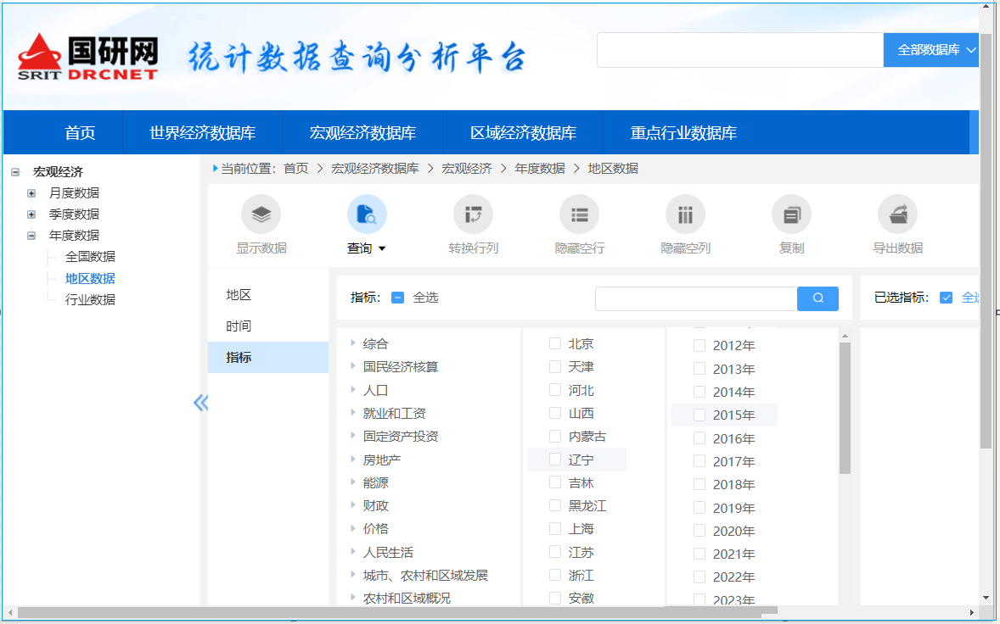 国研网
SRIT DRCNET
统计数据查询分析平台
全部数据库
首页 世界经济数据库 宏观经济数据库 区域经济数据库 重点行业数据库
宏观经济
月度数据
季度数据
年度数据
全国数据
地区数据
行业数据
当前位置: 首页 > 宏观经济数据库 > 宏观经济 > 年度数据 > 地区数据
显示数据 查询 转换行列 隐藏空行 隐藏空列 复制 导出数据
地区
时间
指标
指标: 全选
已选指标: 全选
综合
国民经济核算
人口
就业和工资
固定资产投资
房地产
能源
财政
价格
人民生活
城市、农村和区域发展
农村和区域概况
北京
天津
河北
山西
内蒙古
辽宁
吉林
黑龙江
上海
江苏
浙江
安徽
2012年
2013年
2014年
2015年
2016年
2017年
2018年
2019年
2020年
2021年
2022年
2023年